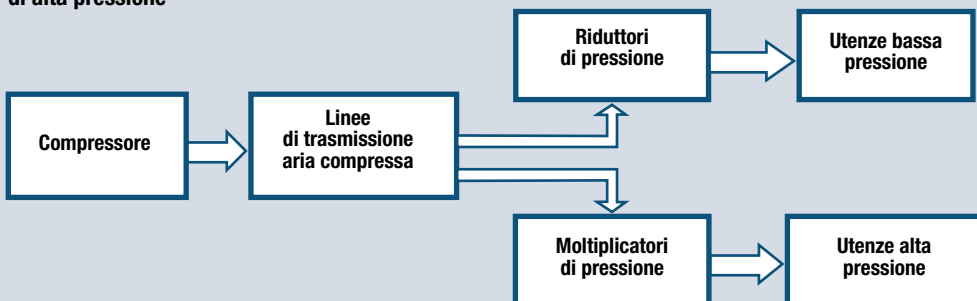 di alta pressione
Riduttori
di pressione
Utenze bassa
pressione
Compressore
Linee
di trasmissione
aria compressa
Moltiplicatori
di pressione
Utenze alta
pressione